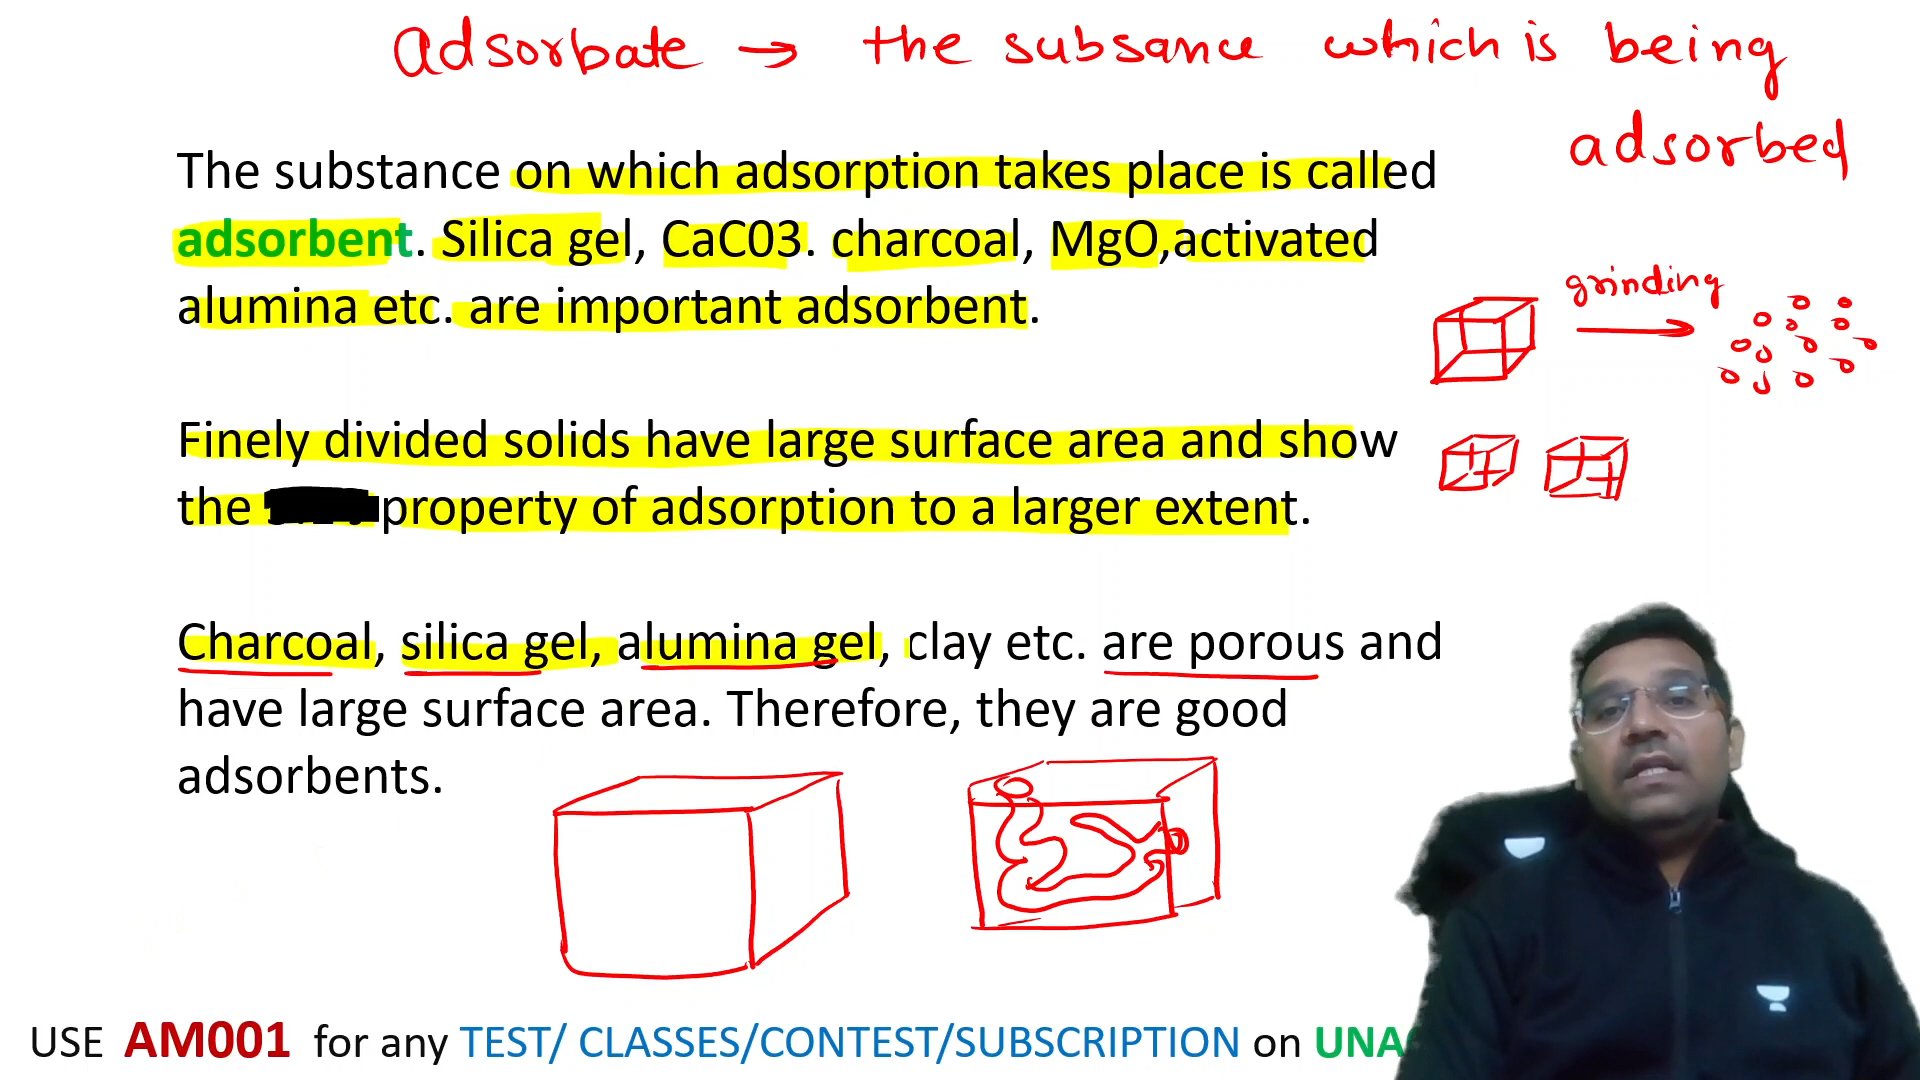 adsorbate → the subsance which is being
adsorbed
The substance on which adsorption takes place is called
adsorbent. Silica gel, CaC03. charcoal, MgO,activated
alumina etc. are important adsorbent.
grinding
Finely divided solids have large surface area and show
the property of adsorption to a larger extent.
Charcoal, silica gel, alumina gel, clay etc. are porous and
have large surface area. Therefore, they are good
adsorbents.
USE AM001 for any TEST/ CLASSES/CONTEST/SUBSCRIPTION on UNA